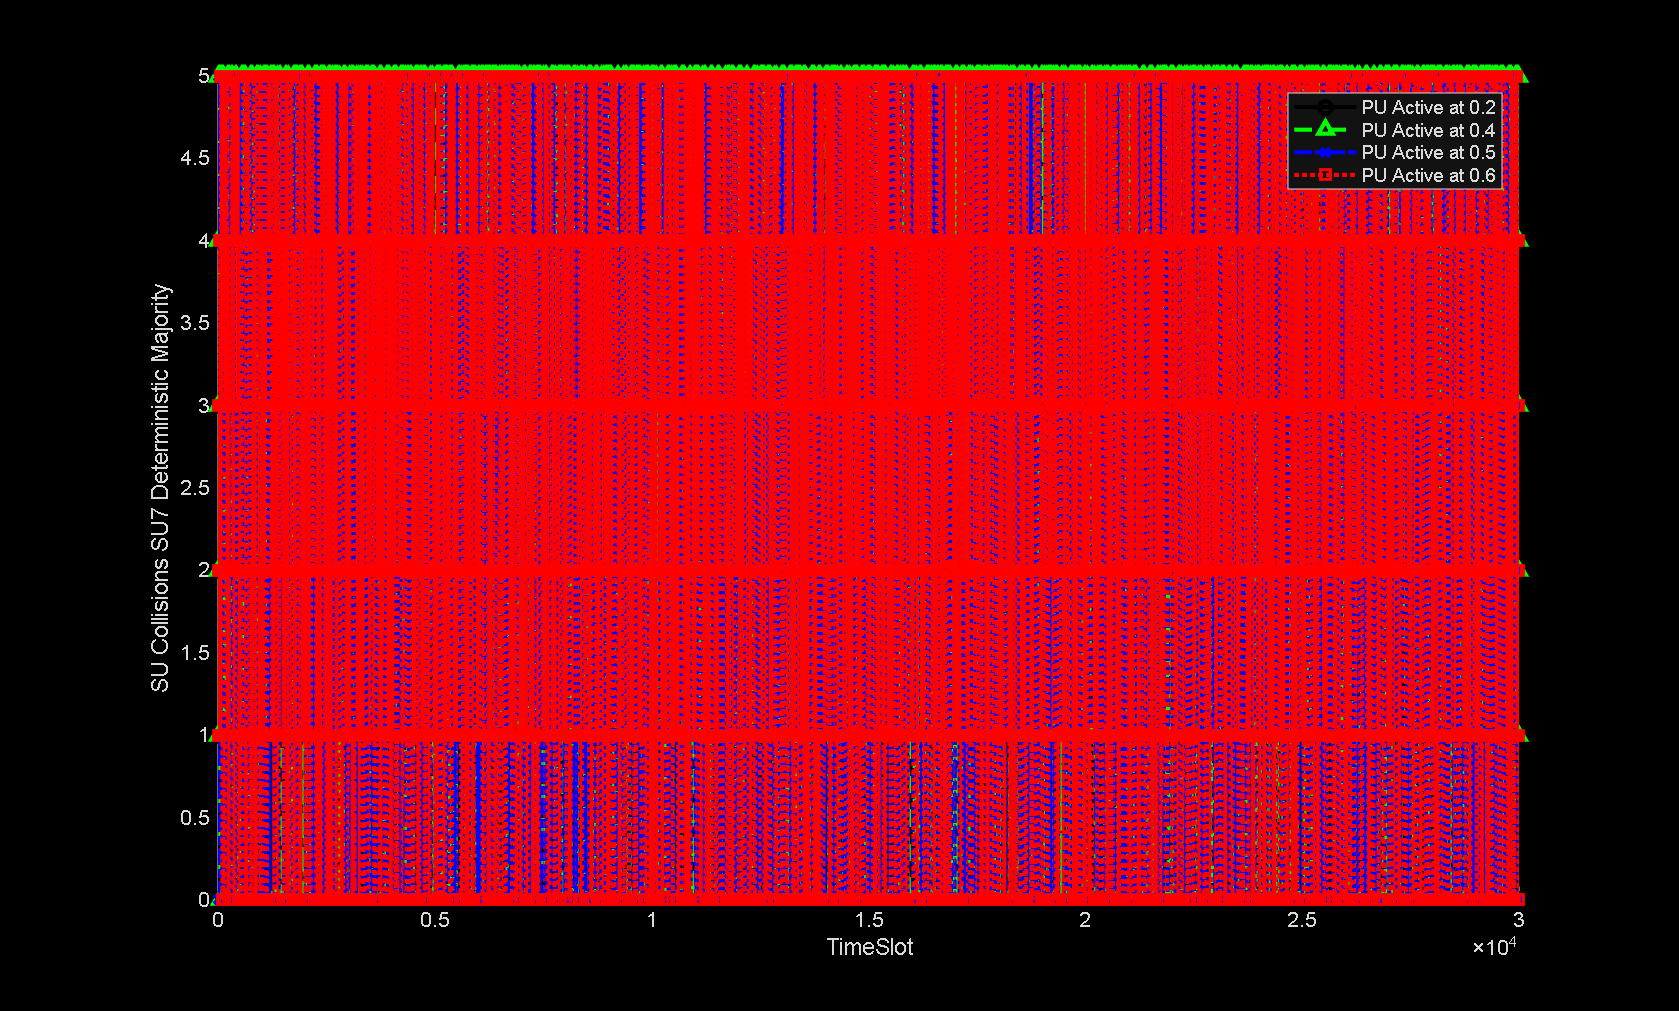 5
4.5
4
3.5
3
2.5
2
1.5
1
0.5
0
SU Collisions SU7 Deterministic Majority
PU Active at 0.2
PU Active at 0.4
PU Active at 0.5
PU Active at 0.6
0 0.5 1 1.5 2 2.5 3
TimeSlot
×10⁴